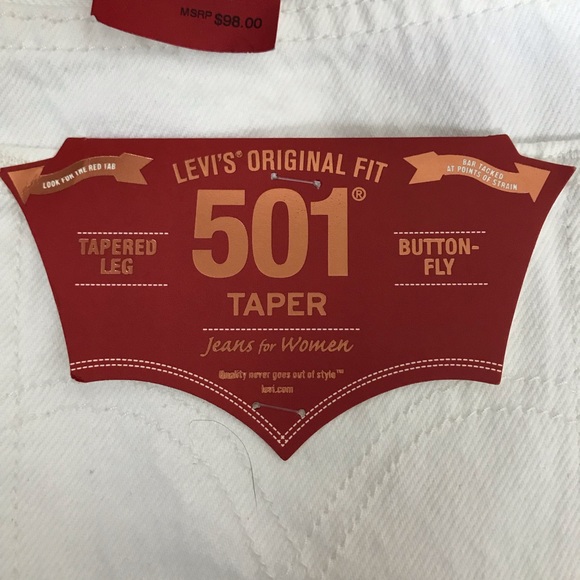 MSRP $98.00
LEVI'S® ORIGINAL FIT
LOOK FOR THE RED TAB
BAR TACKED
AT POINTS OF STRAIN
501®
TAPERED
LEG
BUTTON-
FLY
TAPER
Jeans for Women
Quality never goes out of style™
levi.com